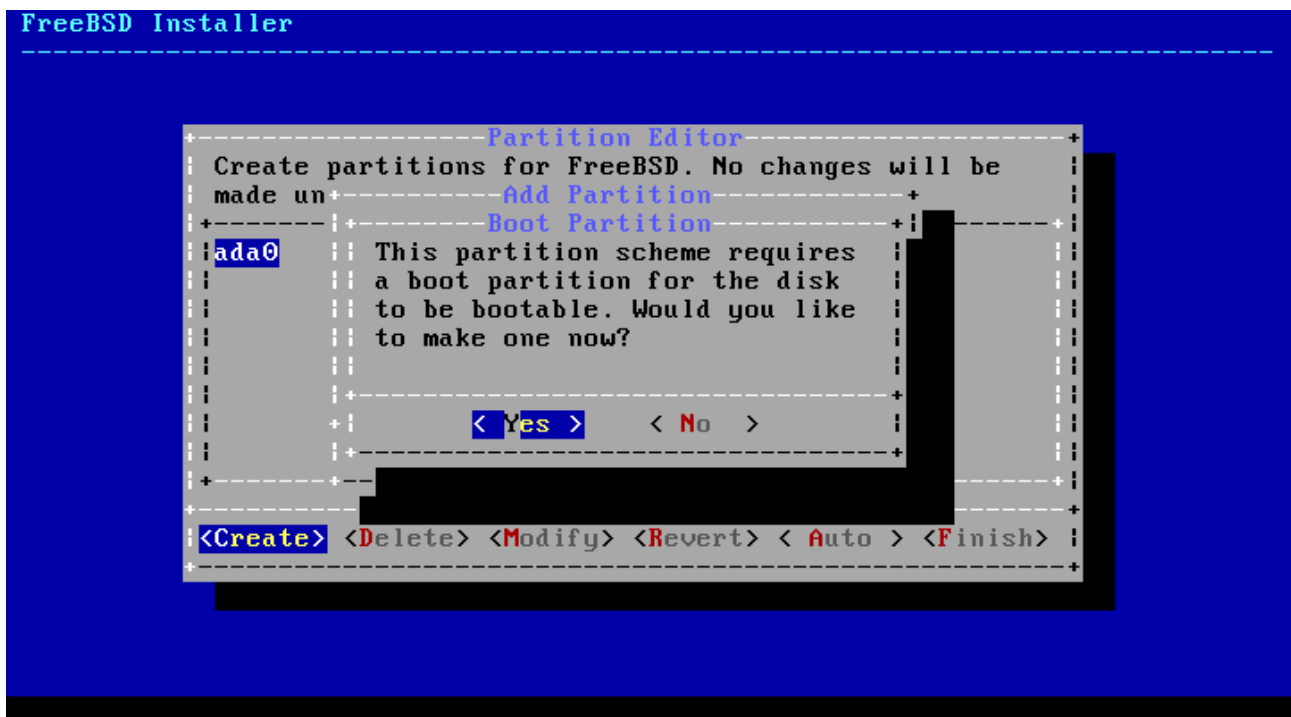 FreeBSD Installer
Partition Editor
Create partitions for FreeBSD. No changes will be
made un
Add Partition
Boot Partition
ada0
This partition scheme requires
a boot partition for the disk
to be bootable. Would you like
to make one now?
< Yes > < No >
<Create> <Delete> <Modify> <Revert> < Auto > <Finish>